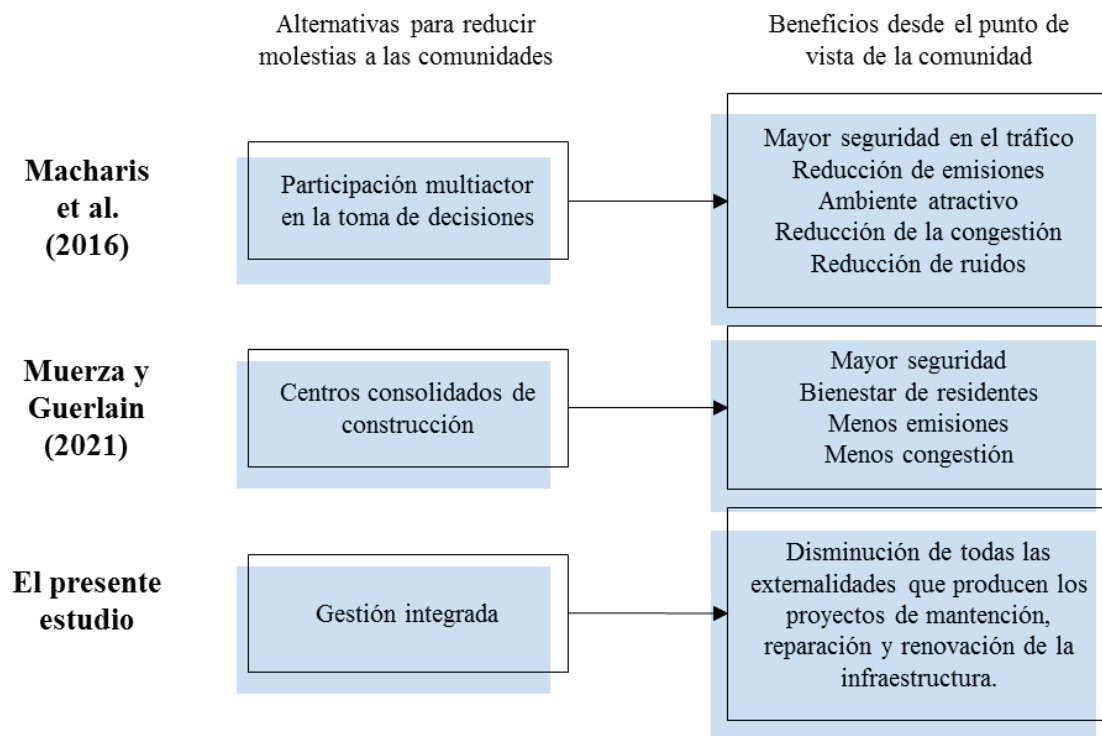 Alternativas para reducir
molestias a las comunidades
Beneficios desde el punto de
vista de la comunidad
Macharis
et al.
(2016)
Participación multiactor
en la toma de decisiones
Mayor seguridad en el tráfico
Reducción de emisiones
Ambiente atractivo
Reducción de la congestión
Reducción de ruidos
Muerza y
Guerlain
(2021)
Centros consolidados de
construcción
Mayor seguridad
Bienestar de residentes
Menos emisiones
Menos congestión
El presente
estudio
Gestión integrada
Disminución de todas las
externalidades que producen los
proyectos de mantención,
reparación y renovación de la
infraestructura.